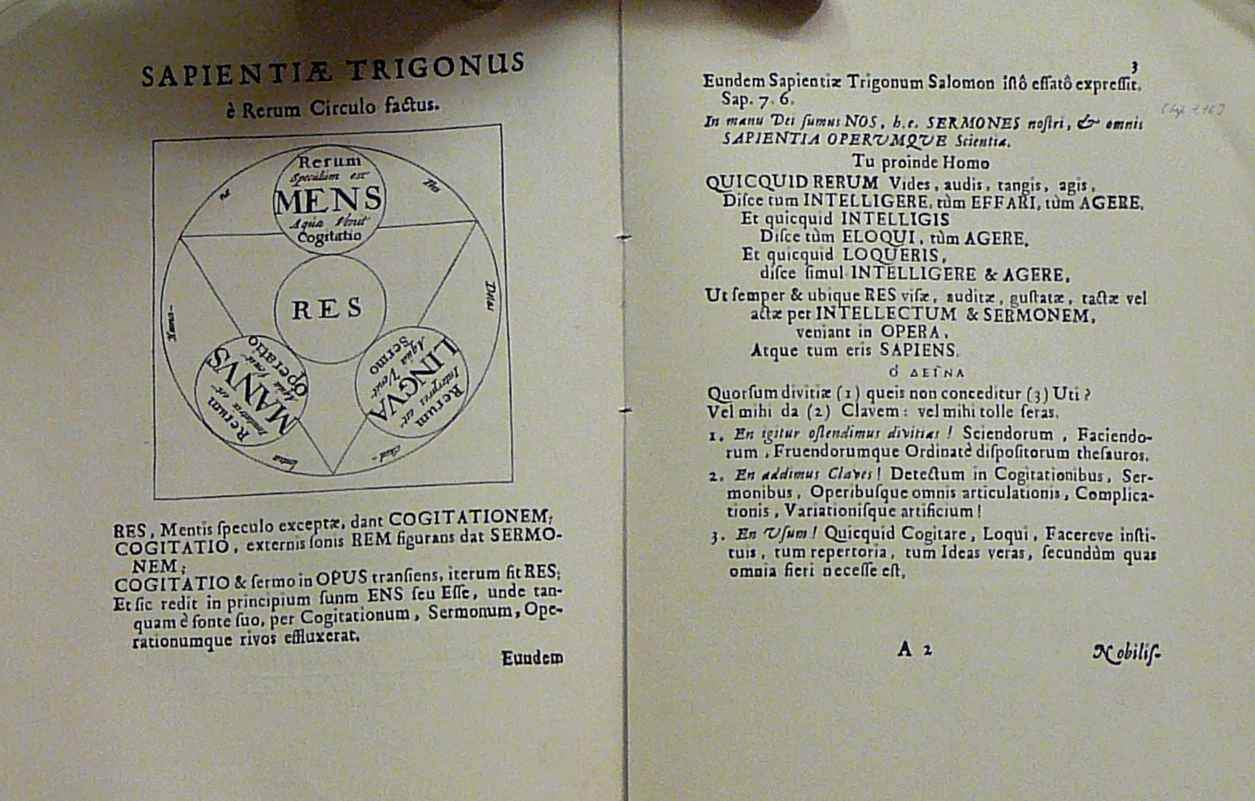 SAPIENTIÆ TRIGONUS
è Rerum Circulo factus.
Rerum
Speculum est
MENS
Aqua venit
Cogitatio
RES
operatio
MANVS
Rerum
Sermo
Aqua Venit
LINGVA
Interpres est
Rerum
RES, Mentis ſpeculo exceptæ, dant COGITATIONEM;
COGITATIO, externis ſonis REM figurans dat SERMO-
NEM;
COGITATIO & ſermo in OPUS tranſiens, iterum fit RES;
Et ſic redit in principium ſunm ENS ſeu Eſſe, unde tan-
quam è fonte ſuo, per Cogitationum, Sermonum, Ope-
rationumque rivos effluxerat.
Euudem
3
Eundem Sapientiæ Trigonum Salomon iſtô effatô expreſſit.
Sap. 7. 6.
In manu Dei ſumus NOS, h.e. SERMONES noſtri, & omnis
SAPIENTIA OPERUMQUE Scientia.
Tu proinde Homo
QUICQUID RERUM Vides, audis, tangis, agis,
Diſce tum INTELLIGERE, tùm EFFARI, tùm AGERE.
Et quicquid INTELLIGIS
Diſce tùm ELOQUI, tùm AGERE.
Et quicquid LOQUERIS,
diſce ſimul INTELLIGERE & AGERE.
Ut ſemper & ubique RES viſæ, auditæ, guſtatæ, tactæ vel
actæ per INTELLECTUM & SERMONEM,
veniant in OPERA,
Atque tum eris SAPIENS.
ὁ ΔΕῖΝΑ
Quorſum divitiæ (1) queis non conceditur (3) Uti?
Vel mihi da (2) Clavem: vel mihi tolle ſeras.
1. En igitur oſtendimus divitias! Sciendorum, Faciendo-
rum, Fruendorumque Ordinatè diſpoſitorum theſauros.
2. En addimus Claves! Detectum in Cogitationibus, Ser-
monibus, Operibuſque omnis articulationis, Complica-
tionis, Variationiſque artificium!
3. En Uſum! Quicquid Cogitare, Loqui, Facereve inſti-
tuis, tum repertoria, tum Ideas veras, ſecundùm quas
omnia fieri neceſſe eſt.
A 2
Nobiliſ-